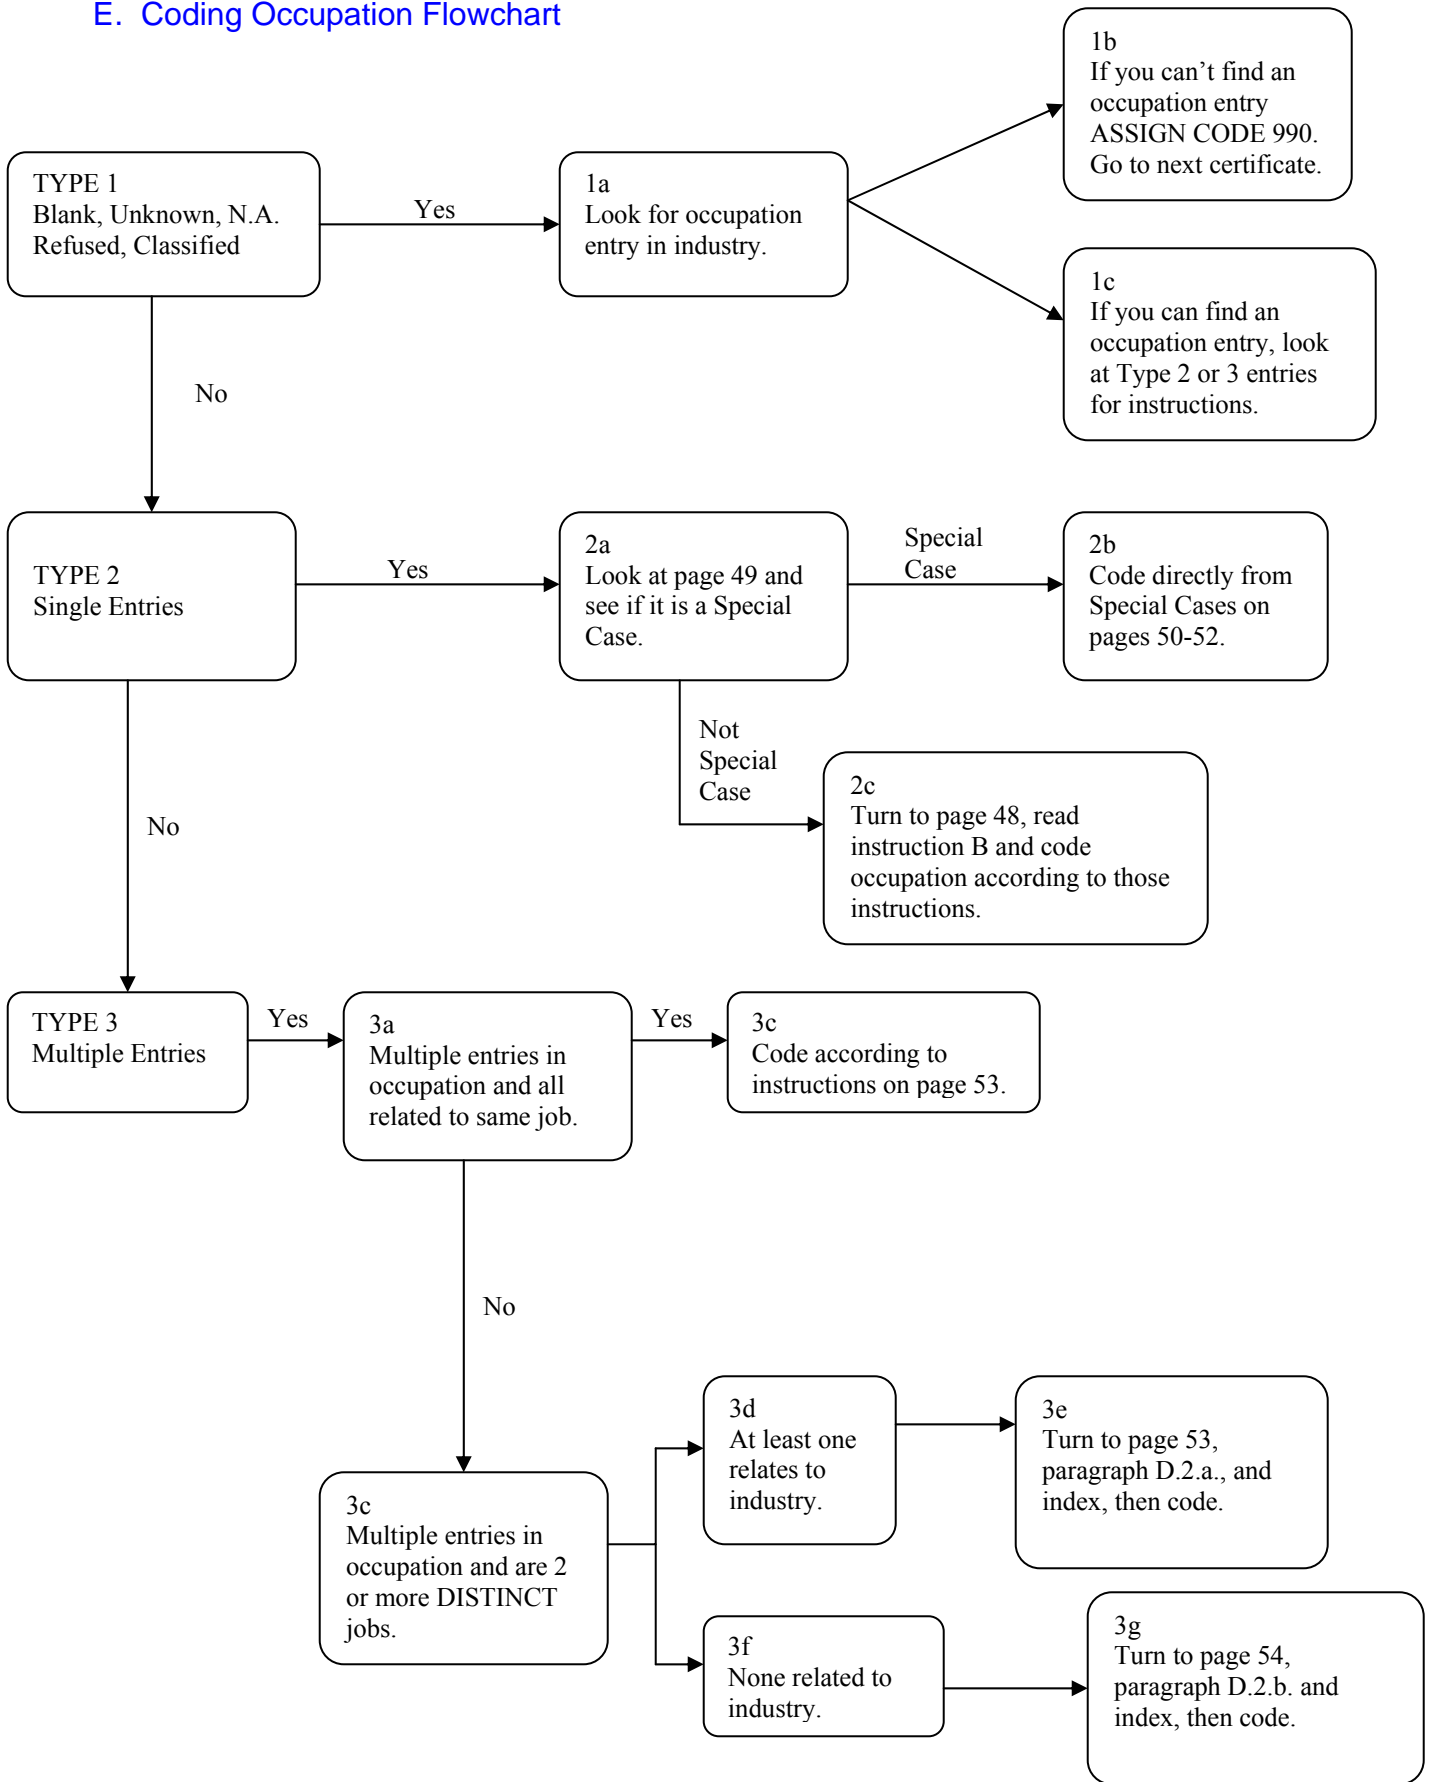 E. Coding Occupation Flowchart
1b
If you can't find an
occupation entry
ASSIGN CODE 990.
Go to next certificate.
TYPE 1
Blank, Unknown, N.A.
Refused, Classified
Yes
1a
Look for occupation
entry in industry.
1c
If you can find an
occupation entry, look
at Type 2 or 3 entries
for instructions.
No
TYPE 2
Single Entries
Yes
2a
Look at page 49 and
see if it is a Special
Case.
Special
Case
2b
Code directly from
Special Cases on
pages 50-52.
Not
Special
Case
2c
Turn to page 48, read
instruction B and code
occupation according to those
instructions.
No
TYPE 3
Multiple Entries
Yes
3a
Multiple entries in
occupation and all
related to same job.
Yes
3c
Code according to
instructions on page 53.
No
3c
Multiple entries in
occupation and are 2
or more DISTINCT
jobs.
3d
At least one
relates to
industry.
3e
Turn to page 53,
paragraph D.2.a., and
index, then code.
3f
None related to
industry.
3g
Turn to page 54,
paragraph D.2.b. and
index, then code.